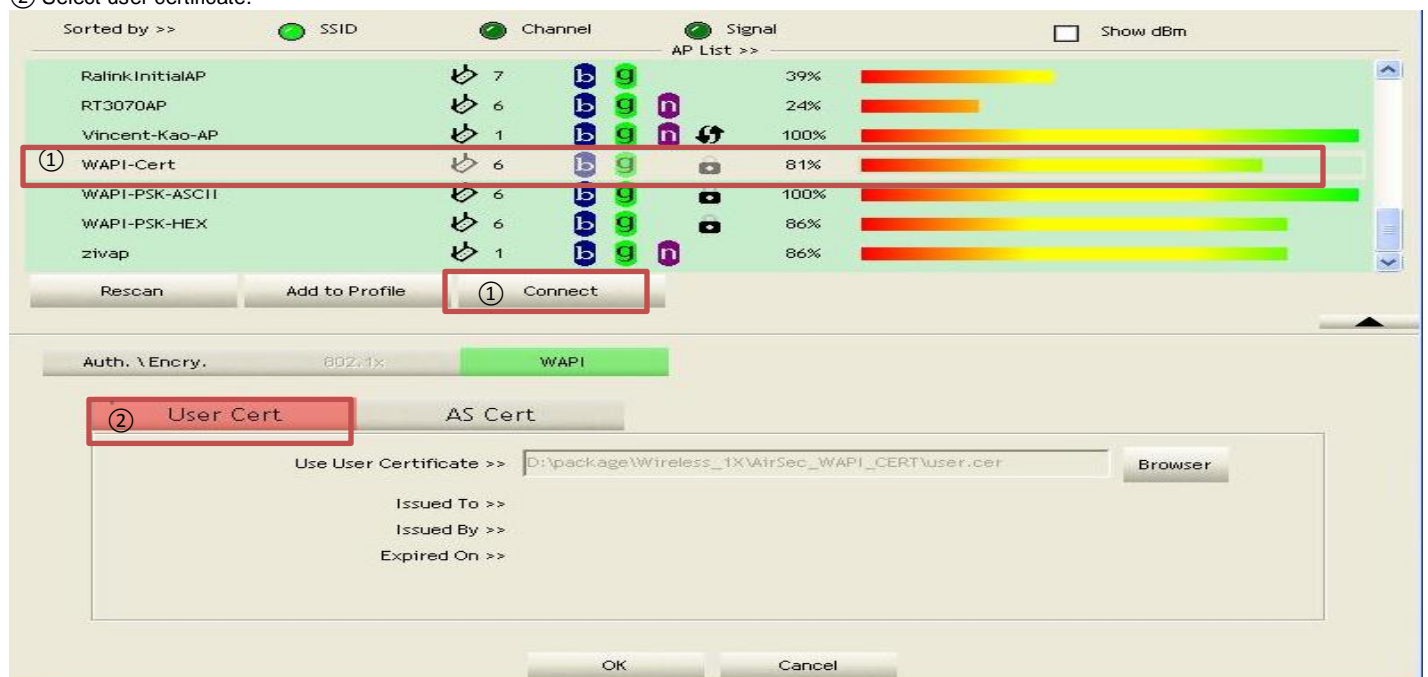 ② Select user certificate.
Sorted by >> SSID Channel Signal Show dBm
AP List >>
RalinkInitialAP 7 b g 39%
RT3070AP 6 b g n 24%
Vincent-Kao-AP 1 b g n 100%
① WAPI-Cert 6 b g 81%
WAPI-PSK-ASCII 6 b g 100%
WAPI-PSK-HEX 6 b g 86%
zivap 1 b g n 86%
Rescan Add to Profile ① Connect
Auth. \ Encry. 802.1x WAPI
② User Cert AS Cert
Use User Certificate >> D:\package\Wireless_1X\AirSec_WAPI_CERT\user.cer Browser
Issued To >>
Issued By >>
Expired On >>
OK Cancel